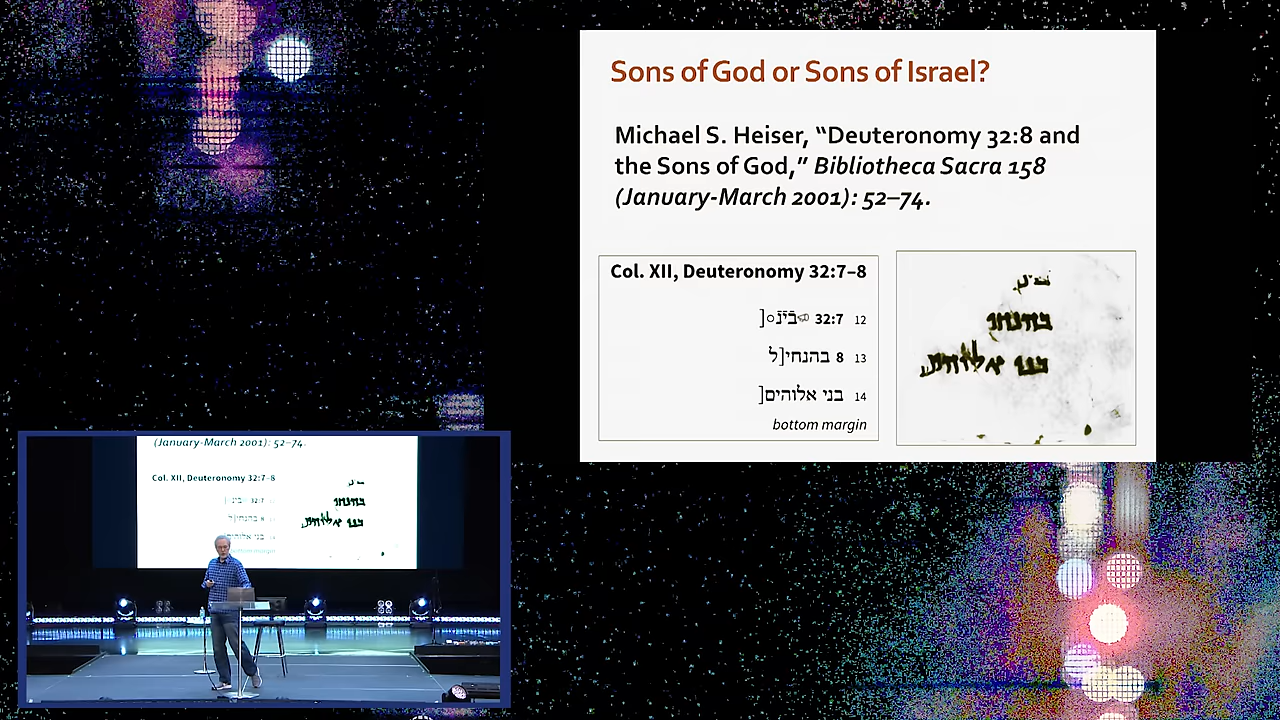 Sons of God or Sons of Israel?
Michael S. Heiser, “Deuteronomy 32:8 and
the Sons of God,” Bibliotheca Sacra 158
(January-March 2001): 52–74.
Col. XII, Deuteronomy 32:7–8
12 32:7 בֿיֿנֿ◦[
13 8 בהנחי[ל
14 בני אלוהים[
bottom margin
בהנחי
בני אלוהים
(January-March 2001): 52–74.
Col. XII, Deuteronomy 32:7–8